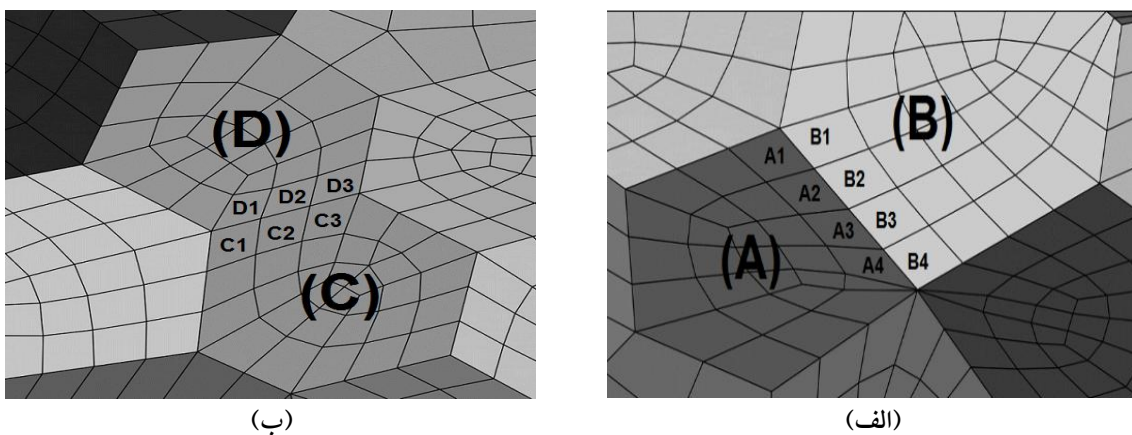 (D)
D1 D2 D3
C1 C2 C3
(C)
(ب)
(B)
A1 B1
A2 B2
A3 B3
A4 B4
(A)
(الف)